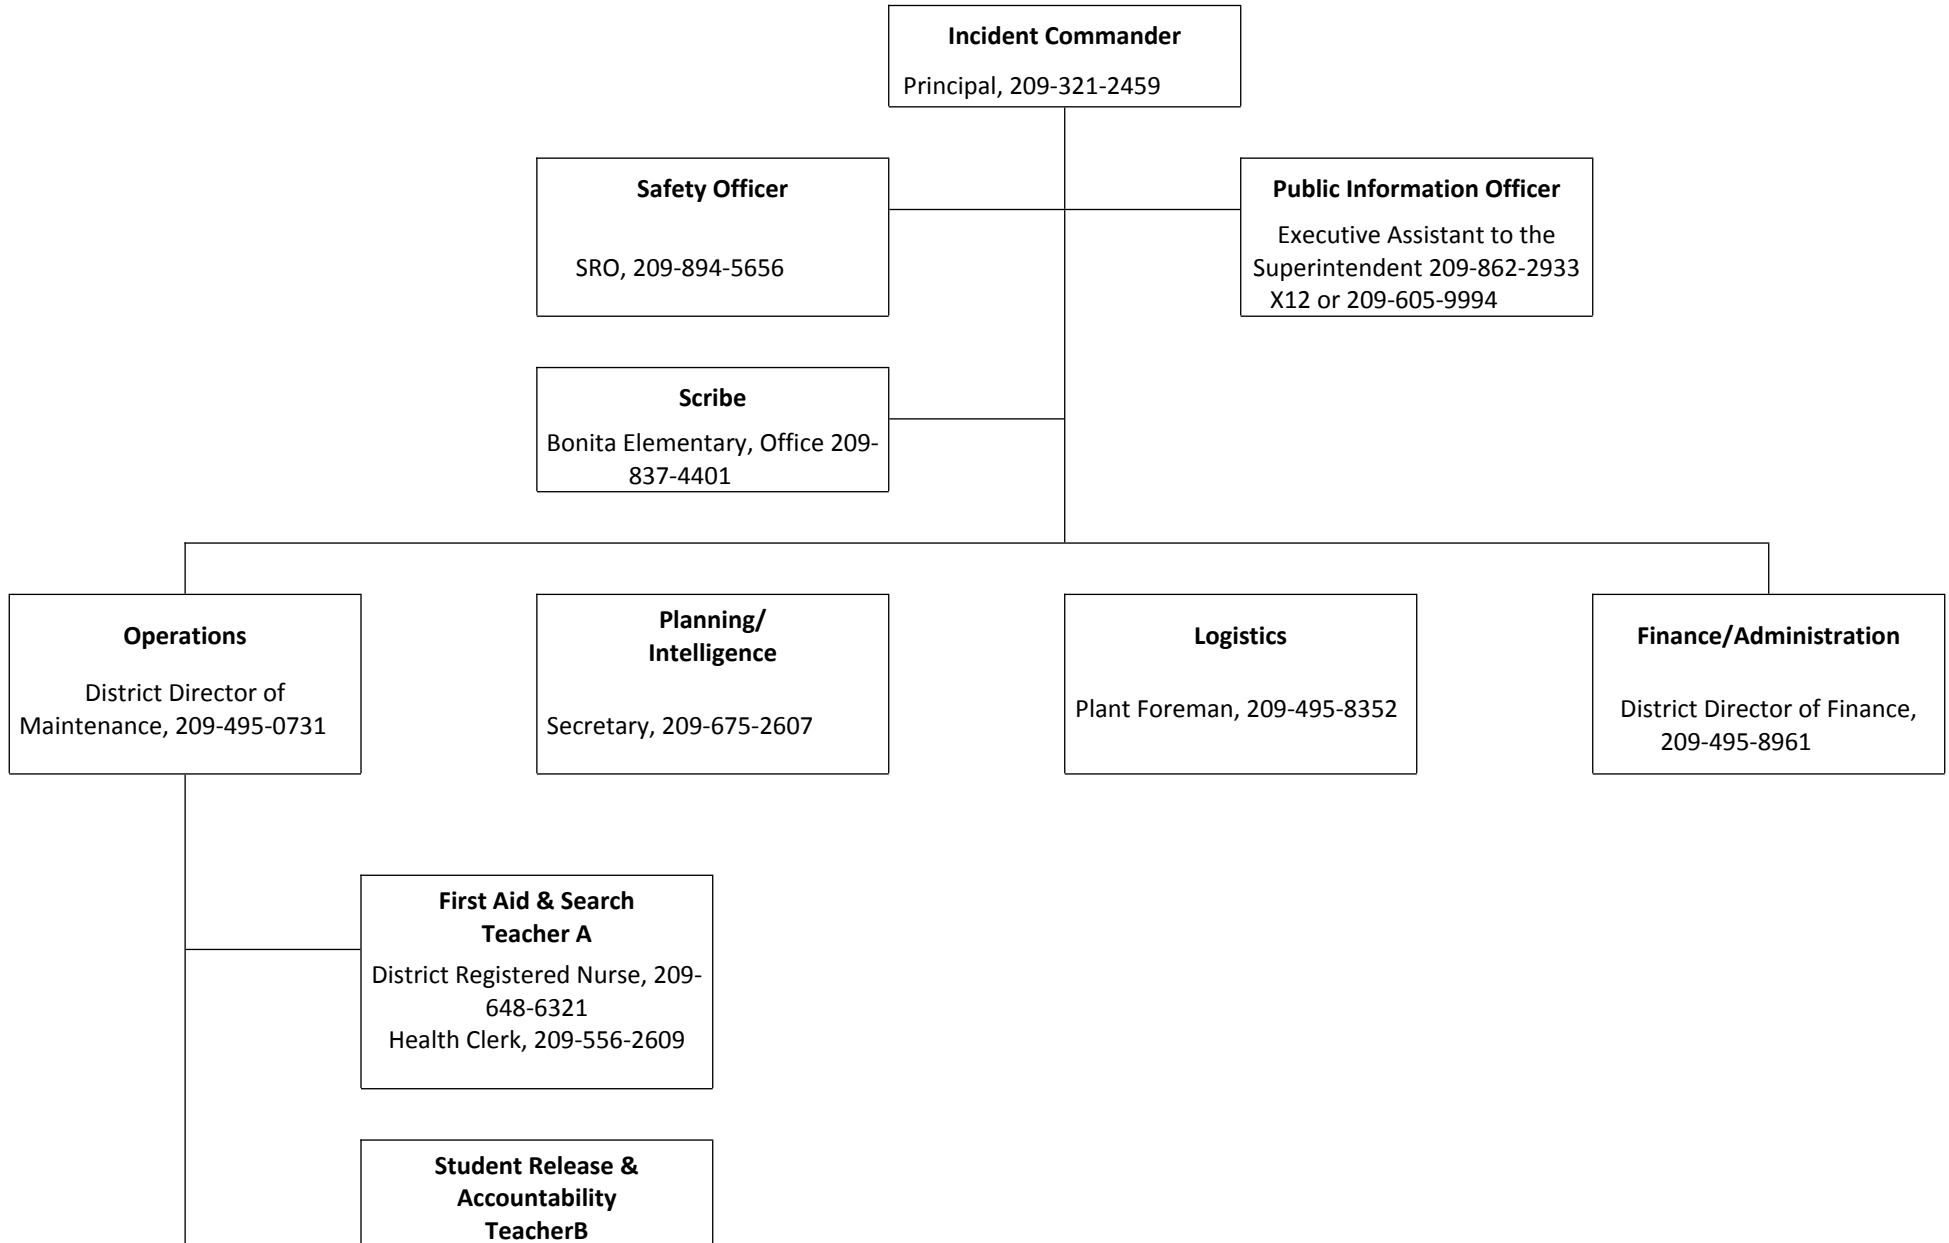 Incident Commander
Principal, 209-321-2459
Safety Officer
SRO, 209-894-5656
Public Information Officer
Executive Assistant to the
Superintendent 209-862-2933
X12 or 209-605-9994
Scribe
Bonita Elementary, Office 209-
837-4401
Operations
District Director of
Maintenance, 209-495-0731
Planning/
Intelligence
Secretary, 209-675-2607
Logistics
Plant Foreman, 209-495-8352
Finance/Administration
District Director of Finance,
209-495-8961
First Aid & Search
Teacher A
District Registered Nurse, 209-
648-6321
Health Clerk, 209-556-2609
Student Release &
Accountability
TeacherB